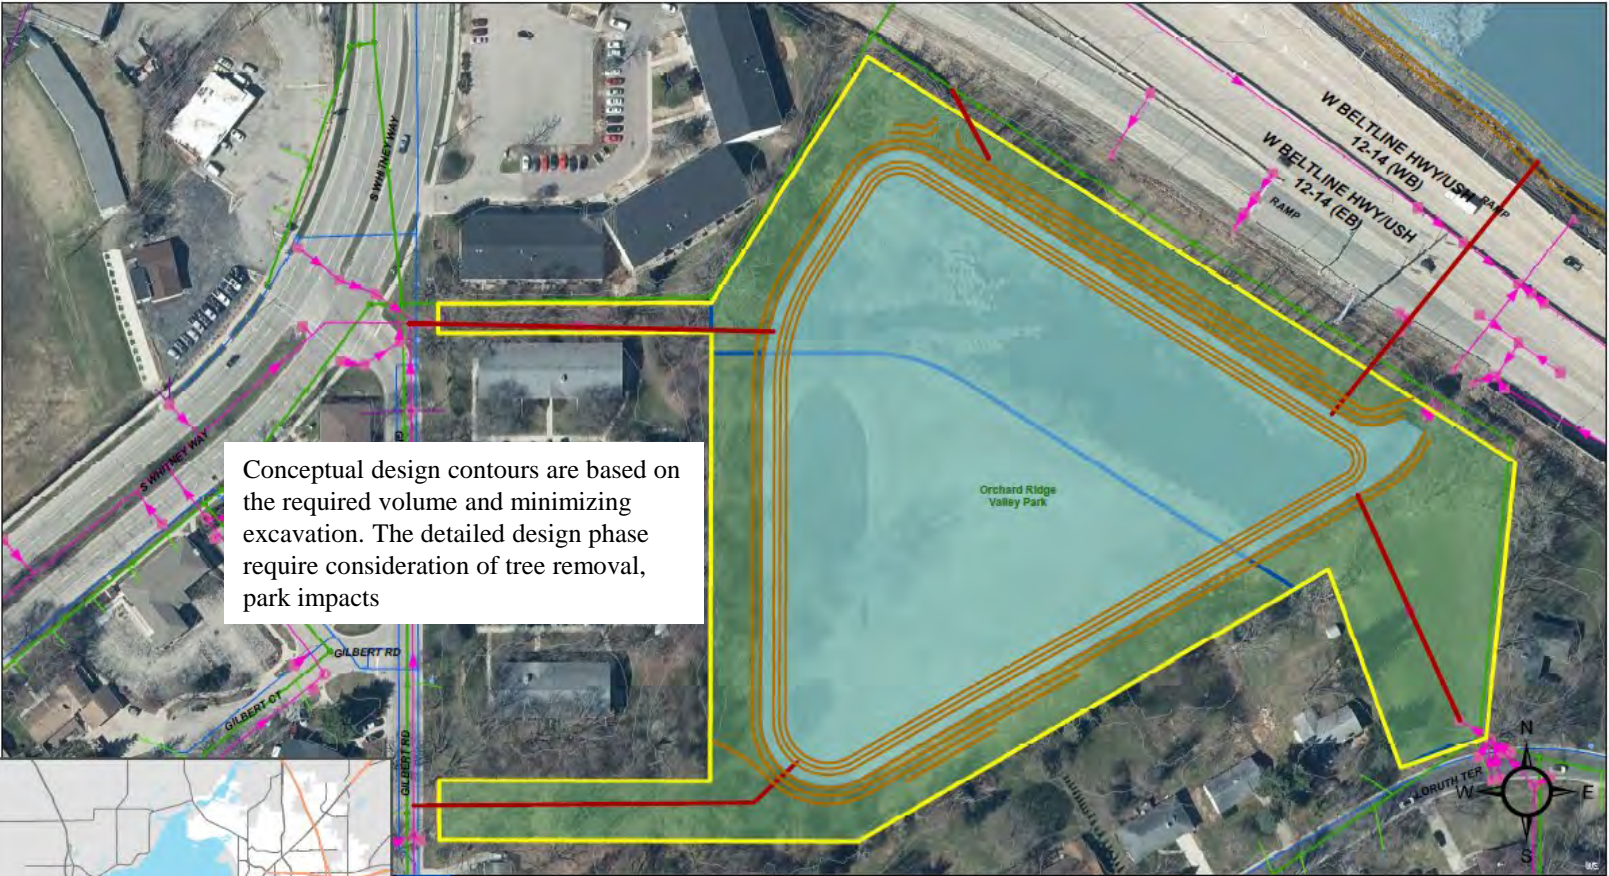 S WHITNEY WAY
W BELTLINE HWY/USH
12-14 (WB)
RAMP
W BELTLINE HWY/USH
12-14 (EB)
RAMP
S WHITNEY WAY
Conceptual design contours are based on
the required volume and minimizing
excavation. The detailed design phase
require consideration of tree removal,
park impacts
Orchard Ridge
Valley Park
GILBERT RD
GILBERT CT
GILBERT RD
LORUTH TER
N
W
E
S